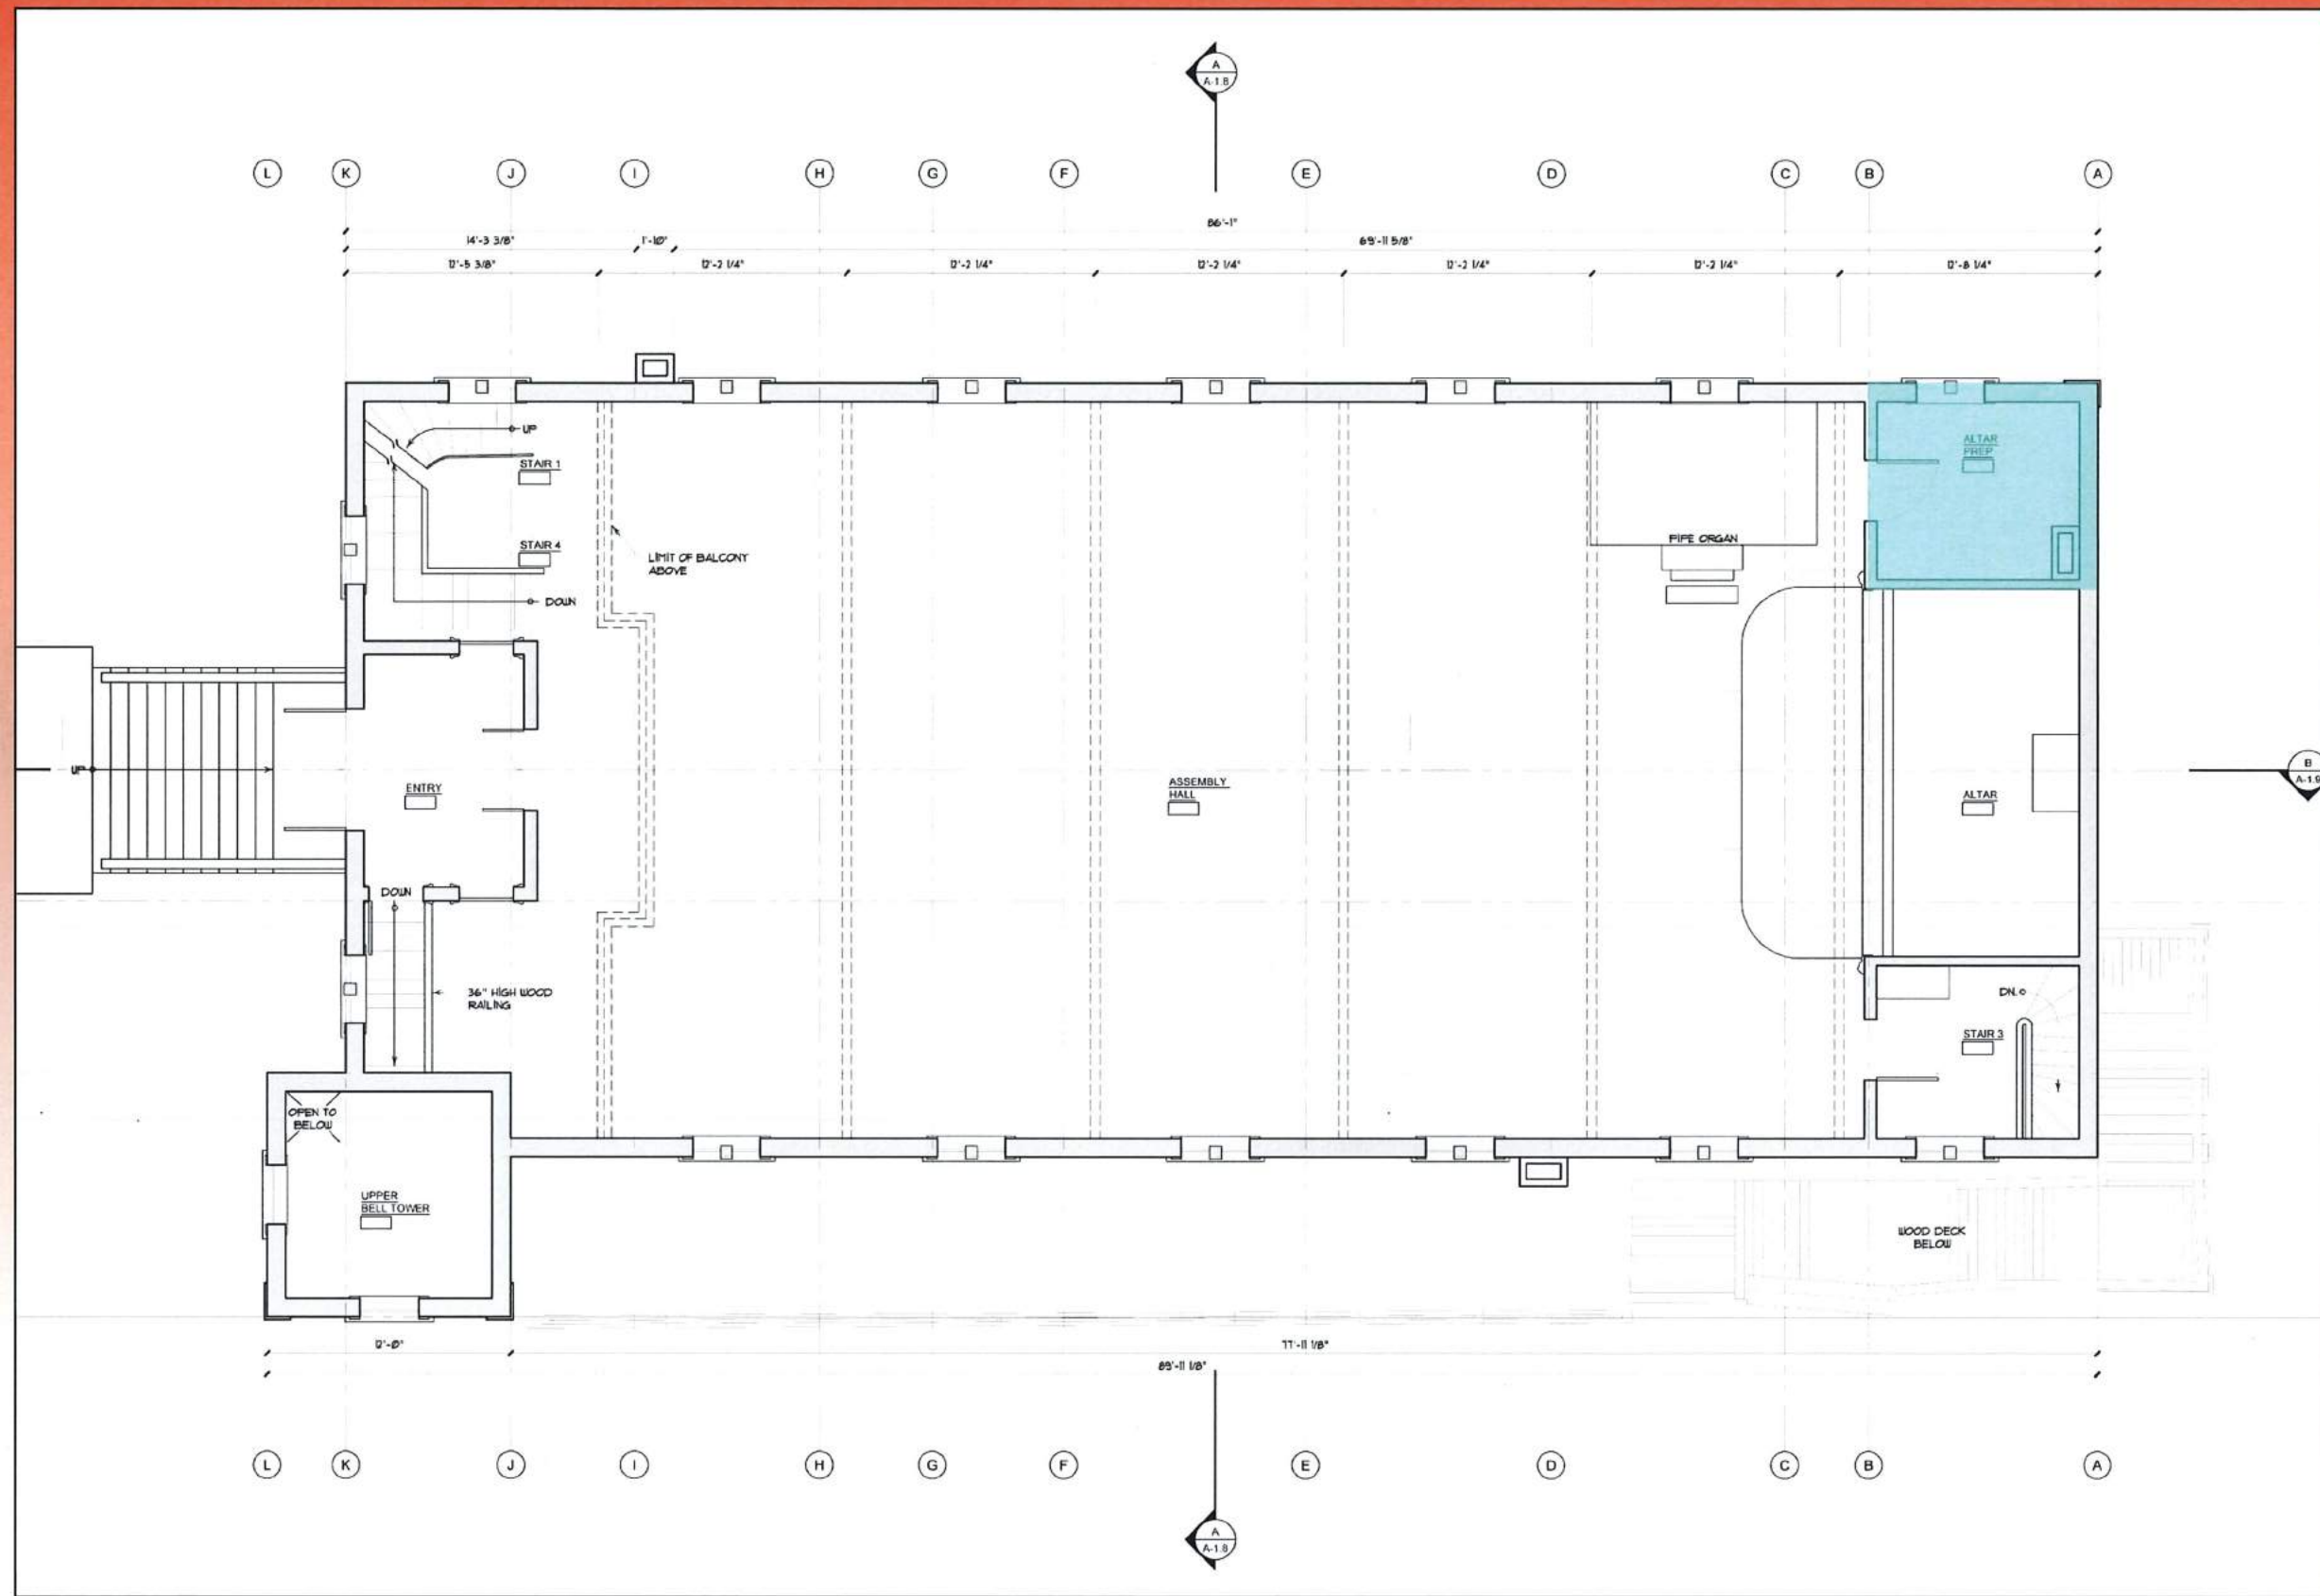 A
A-1.8
L K J I H G F E D C B A
86'-1"
14'-3 3/8" 1'-10" 69'-11 5/8"
12'-5 3/8" 12'-2 1/4" 12'-2 1/4" 12'-2 1/4" 12'-2 1/4" 12'-2 1/4" 12'-8 1/4"
UP
STAIR 1
STAIR 4
DOWN
LIMIT OF BALCONY
ABOVE
PIPE ORGAN
ALTAR
PREP
UP
ENTRY
ASSEMBLY
HALL
ALTAR
B
A-1.9
DOWN
36" HIGH WOOD
RAILING
DN.
STAIR 3
OPEN TO
BELOW
UPPER
BELL TOWER
WOOD DECK
BELOW
12'-0" 77'-11 1/8"
89'-11 1/8"
L K J I H G F E D C B A
A
A-1.8